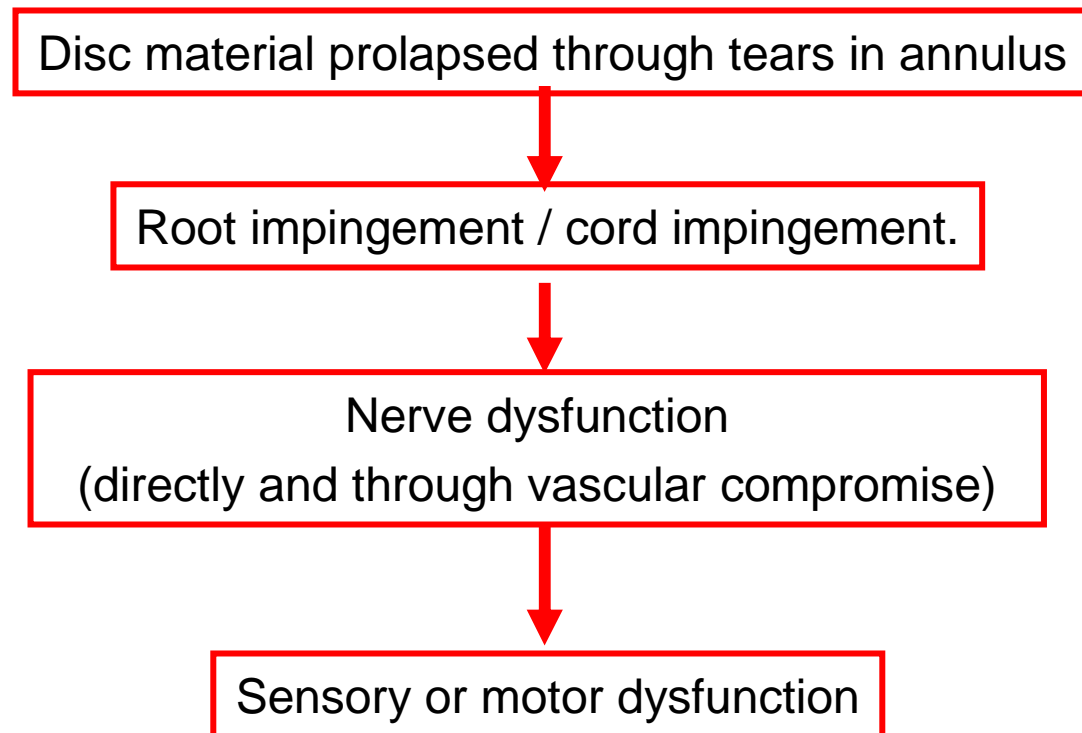 Disc material prolapsed through tears in annulus
Root impingement / cord impingement.
Nerve dysfunction
(directly and through vascular compromise)
Sensory or motor dysfunction